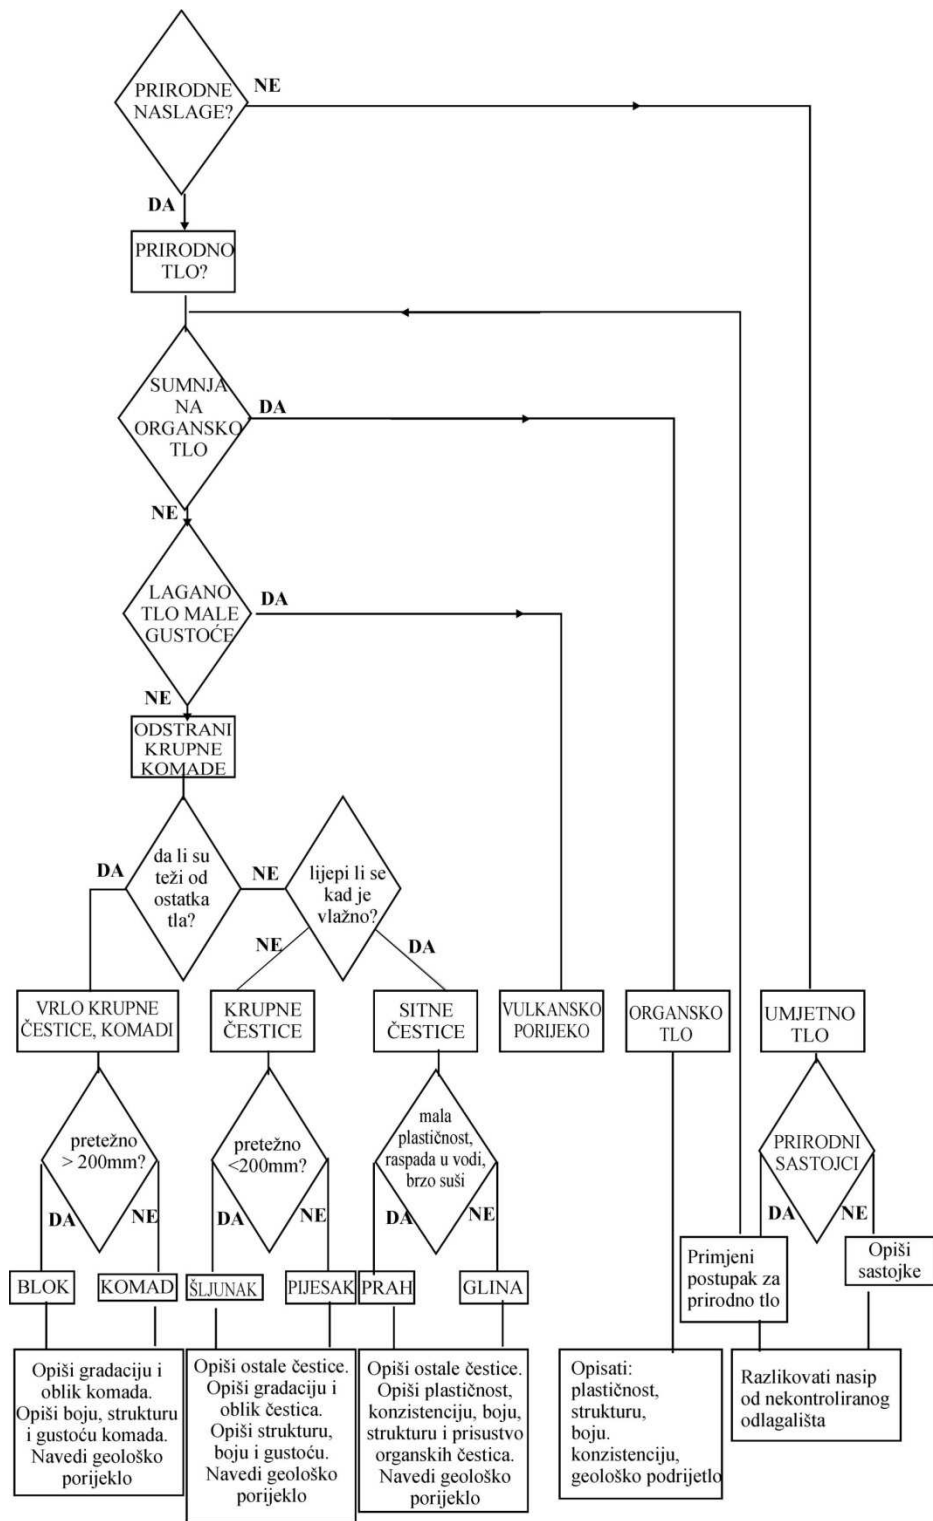 PRIRODNE
NASLAGE?
NE
DA
PRIRODNO
TLO?
SUMNJA
NA
ORGANSKO
TLO
DA
NE
LAGANO
TLO MALE
GUSTOĆE
DA
NE
ODSTRANI
KRUPNE
KOMADE
da li su
teži od
ostatka
tla?
DA
NE
lijepi li se
kad je
vlažno?
NE
DA
VRLO KRUPNE
ČESTICE, KOMADI
KRUPNE
ČESTICE
SITNE
ČESTICE
VULKANSKO
PORIJEKO
ORGANSKO
TLO
UMJETNO
TLO
pretežno
> 200mm?
DA
NE
pretežno
<200mm?
DA
NE
mala
plastičnost,
raspada u vodi,
brzo suši
DA
NE
PRIRODNI
SASTOJCI
DA
NE
BLOK
KOMAD
ŠLJUNAK
PIJESAK
PRAH
GLINA
Primjeni
postupak za
prirodno tlo
Opiši
sastojke
Opiši gradaciju i
oblik komada.
Opiši boju, strukturu
i gustoću komada.
Navedi geološko
porijeklo
Opiši ostale čestice.
Opiši gradaciju i
oblik čestica.
Opiši strukturu,
boju i gustoću.
Navedi geološko
porijeklo
Opiši ostale čestice.
Opiši plastičnost,
konzistenciju, boju,
strukturu i prisustvo
organskih čestica.
Navedi geološko
porijeklo
Opisati:
plastičnost,
strukturu,
boju.
konzistenciju,
geološko podrijetlo
Razlikovati nasip
od nekontroliranog
odlagališta